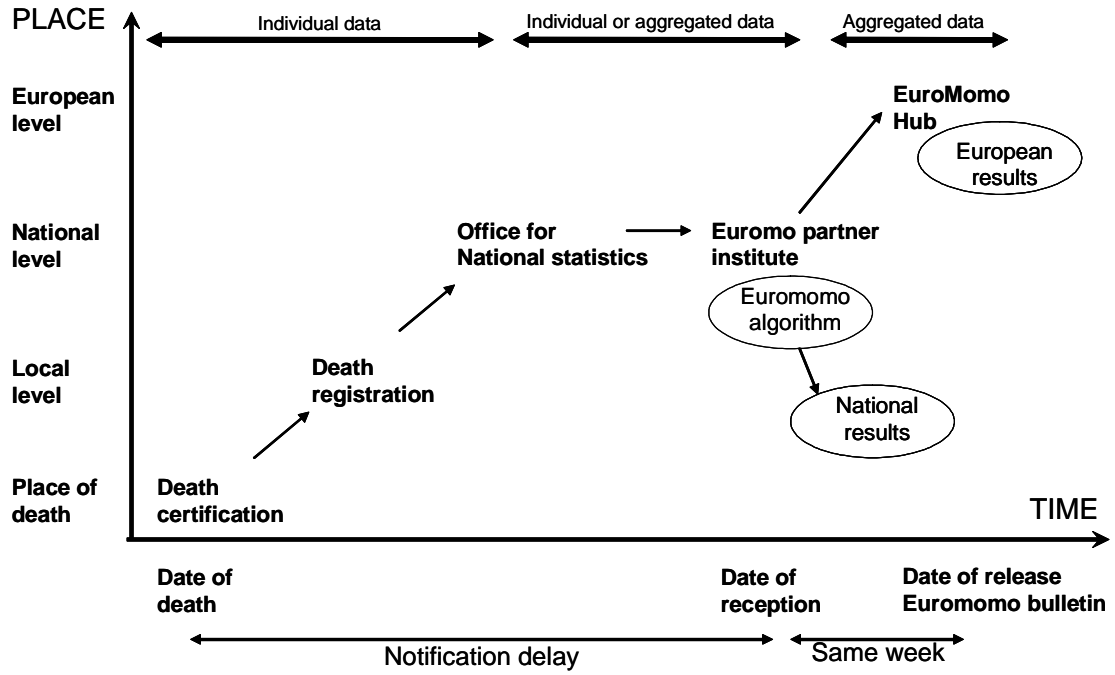 PLACE
Individual data
Individual or aggregated data
Aggregated data
European
level
EuroMomo
Hub
European
results
National
level
Office for
National statistics
Euromo partner
institute
Euromomo
algorithm
Local
level
Death
registration
National
results
Place of
death
Death
certification
TIME
Date of
death
Date of
reception
Date of release
Euromomo bulletin
Notification delay
Same week